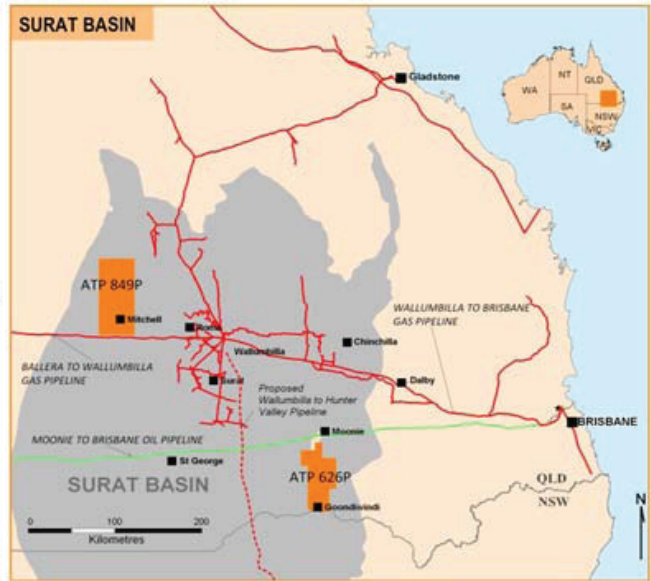 SURAT BASIN
Gladstone
WA
NT
QLD
SA
NSW
VIC
TAS
ATP 849P
Mitchell
Roma
WALLUMBILLA TO BRISBANE
GAS PIPELINE
Wallumbilla
Chinchilla
BALLERA TO WALLUMBILLA
GAS PIPELINE
Surat
Proposed
Wallumbilla to Hunter
Valley Pipeline
Dalby
BRISBANE
MOONIE TO BRISBANE OIL PIPELINE
Moonie
St George
SURAT BASIN
ATP 626P
QLD
NSW
Goondiwindi
0 100 200
Kilometres
N